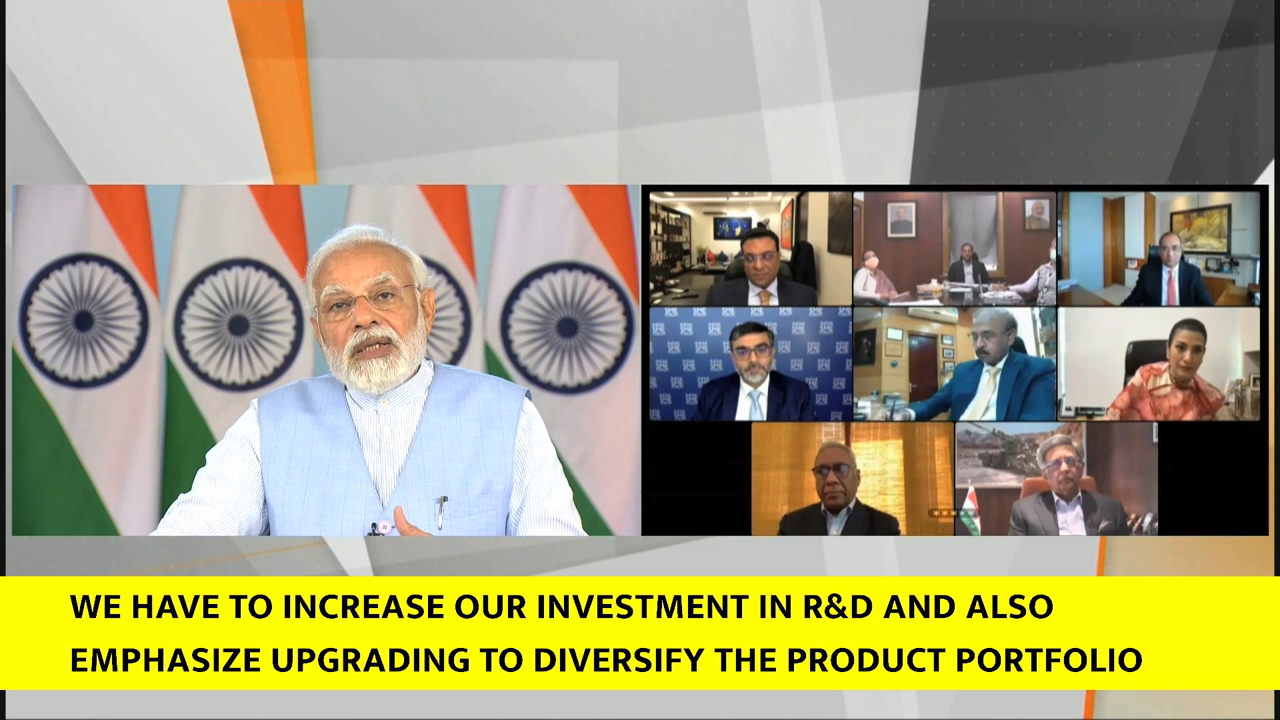 WE HAVE TO INCREASE OUR INVESTMENT IN R&D AND ALSO
EMPHASIZE UPGRADING TO DIVERSIFY THE PRODUCT PORTFOLIO